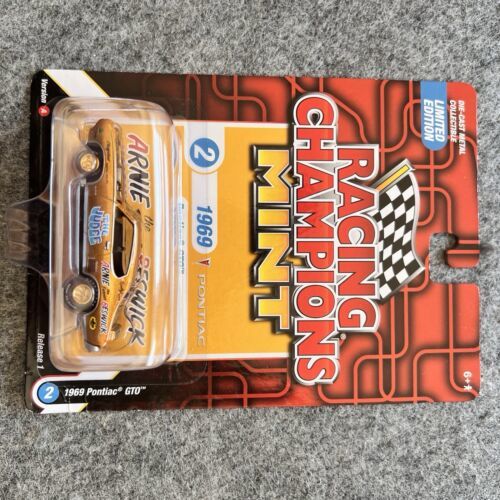 DIE-CAST METAL
COLLECTIBLE
LIMITED
EDITION
RACING
CHAMPIONS
MINT
6+
2
1969
PONTIAC
ARNIE
BESWICK
THE
JUDGE
ARNIE
BESWICK
Version A
Release 1
2
1969 Pontiac® GTO™